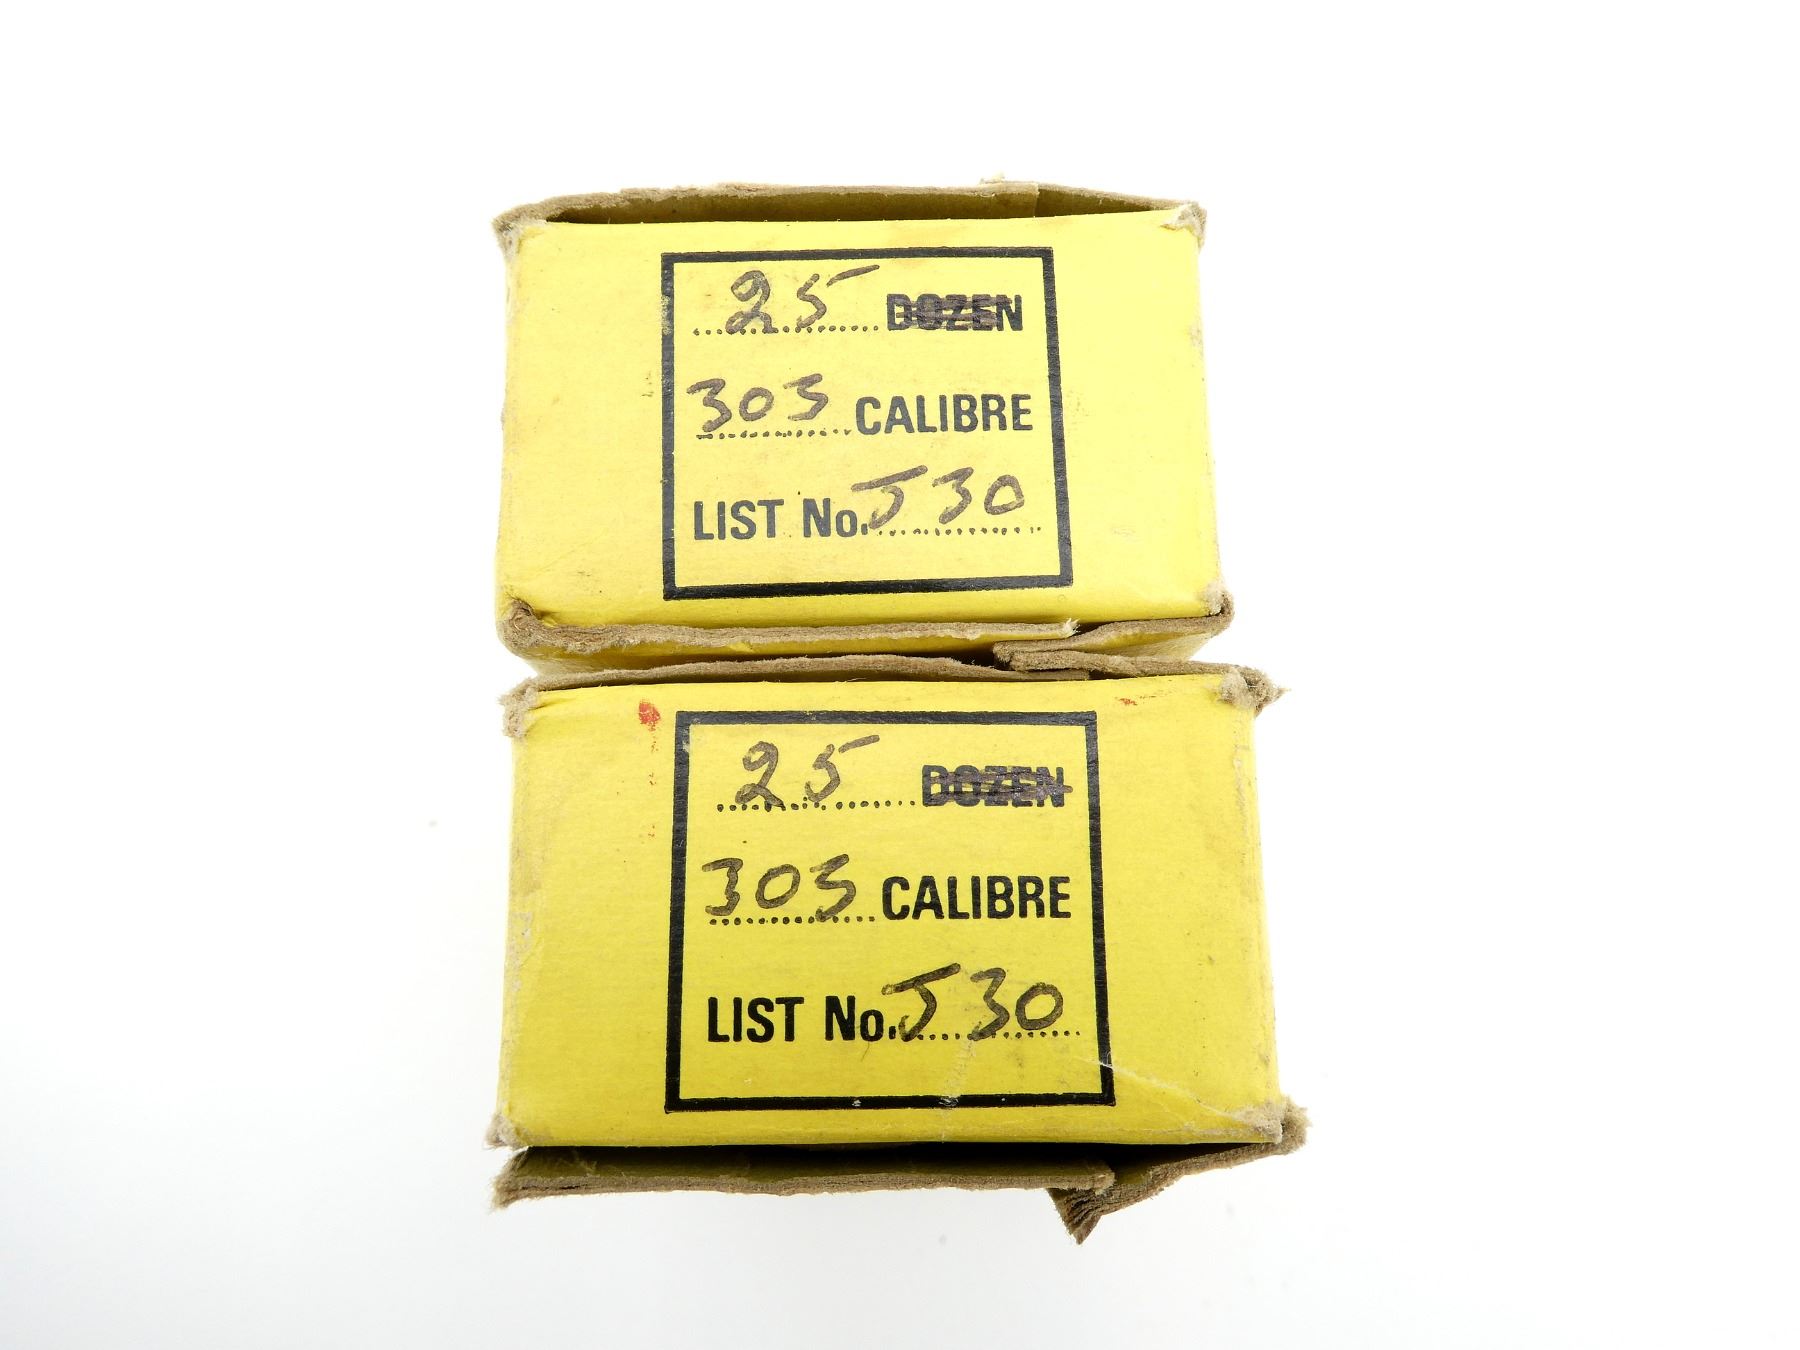 25 DOZEN
303 CALIBRE
LIST No. J30
25 DOZEN
303 CALIBRE
LIST No. J30